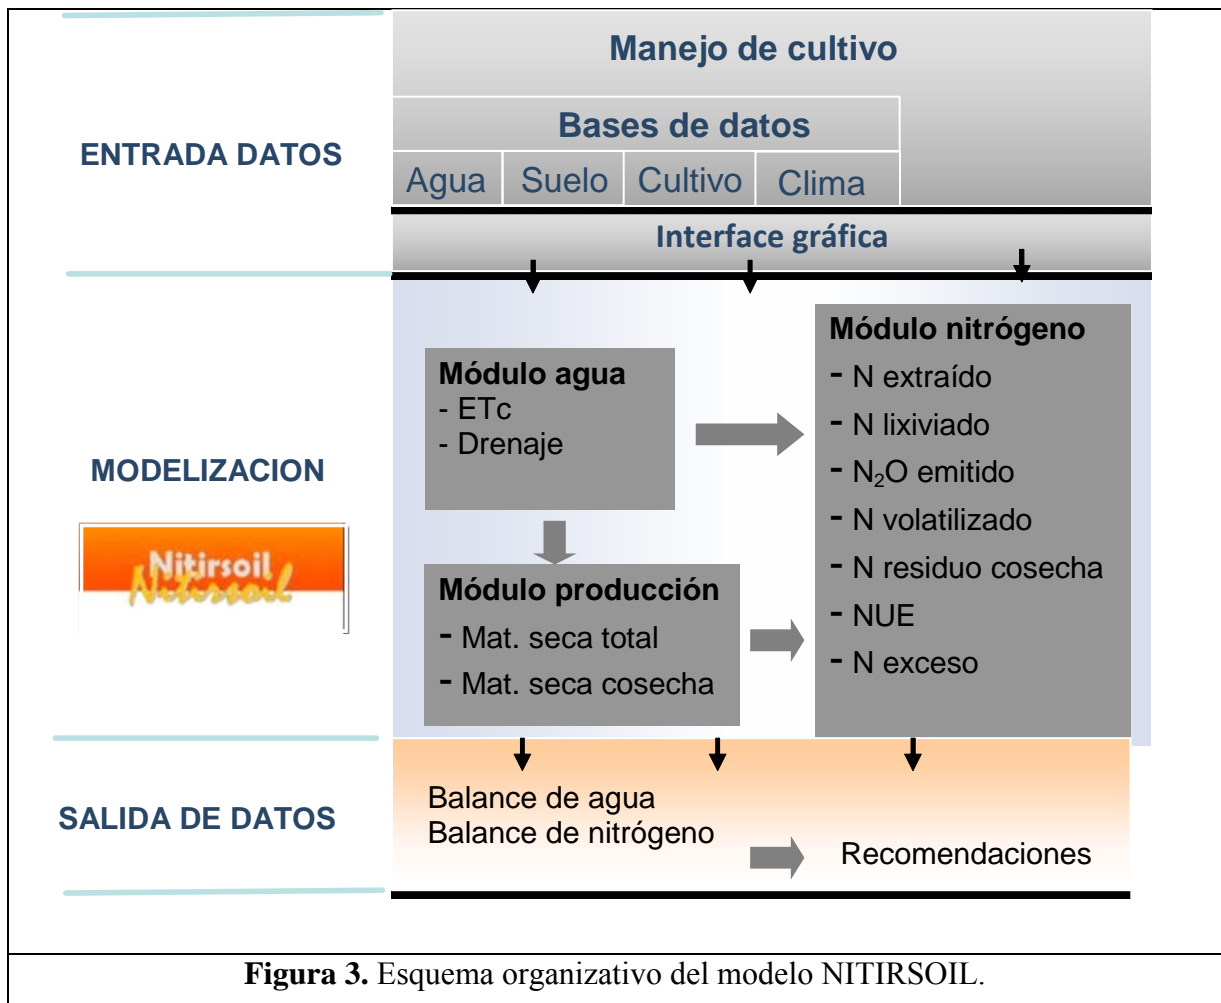 Manejo de cultivo
ENTRADA DATOS
Bases de datos
Agua
Suelo
Cultivo
Clima
Interface gráfica
MODELIZACION
Nitirsoil
Nitirsoil
Módulo agua
- ETc
- Drenaje
Módulo producción
- Mat. seca total
- Mat. seca cosecha
Módulo nitrógeno
- N extraído
- N lixiviado
- N₂O emitido
- N volatilizado
- N residuo cosecha
- NUE
- N exceso
SALIDA DE DATOS
Balance de agua
Balance de nitrógeno
Recomendaciones
Figura 3. Esquema organizativo del modelo NITIRSOIL.